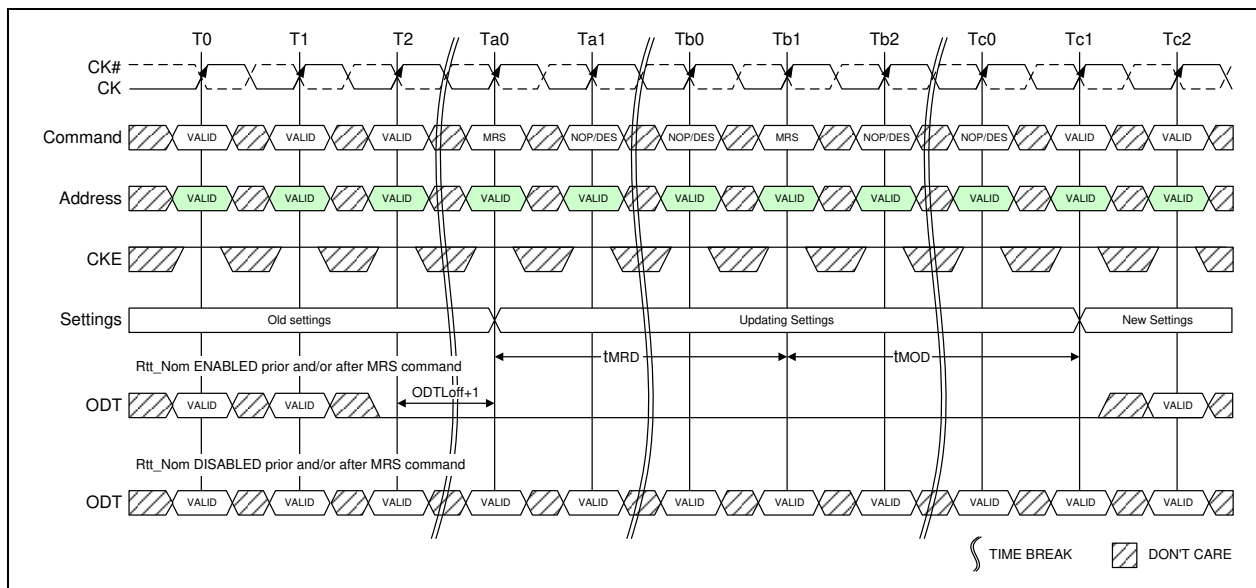 T0 T1 T2 Ta0 Ta1 Tb0 Tb1 Tb2 Tc0 Tc1 Tc2
CK#
CK
Command VALID VALID VALID MRS NOP/DES NOP/DES MRS NOP/DES NOP/DES VALID VALID
Address VALID VALID VALID VALID VALID VALID VALID VALID VALID VALID VALID
CKE
Settings Old settings Updating Settings New Settings
tMRD tMOD
Rtt_Nom ENABLED prior and/or after MRS command
ODTLoff+1
ODT VALID VALID VALID
Rtt_Nom DISABLED prior and/or after MRS command
ODT VALID VALID VALID VALID VALID VALID VALID VALID VALID VALID VALID
TIME BREAK DON'T CARE